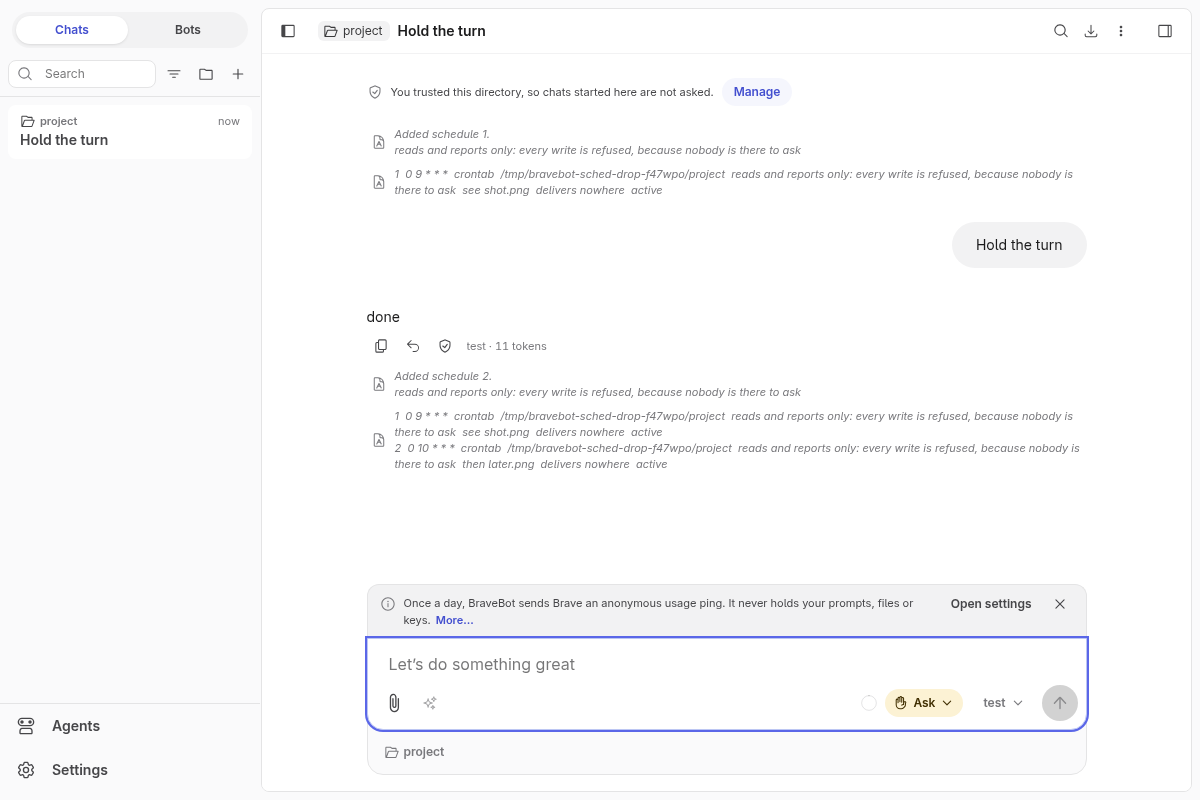 Chats
Bots
Search
project
now
Hold the turn
Agents
Settings
project
Hold the turn
You trusted this directory, so chats started here are not asked.
Manage
Added schedule 1.
reads and reports only: every write is refused, because nobody is there to ask
1 0 9 * * * crontab /tmp/bravebot-sched-drop-f47wpo/project reads and reports only: every write is refused, because nobody is
there to ask see shot.png delivers nowhere active
Hold the turn
done
test · 11 tokens
Added schedule 2.
reads and reports only: every write is refused, because nobody is there to ask
1 0 9 * * * crontab /tmp/bravebot-sched-drop-f47wpo/project reads and reports only: every write is refused, because nobody is
there to ask see shot.png delivers nowhere active
2 0 10 * * * crontab /tmp/bravebot-sched-drop-f47wpo/project reads and reports only: every write is refused, because nobody is
there to ask then later.png delivers nowhere active
Once a day, BraveBot sends Brave an anonymous usage ping. It never holds your prompts, files or
keys. More...
Open settings
Let's do something great
Ask
test
project